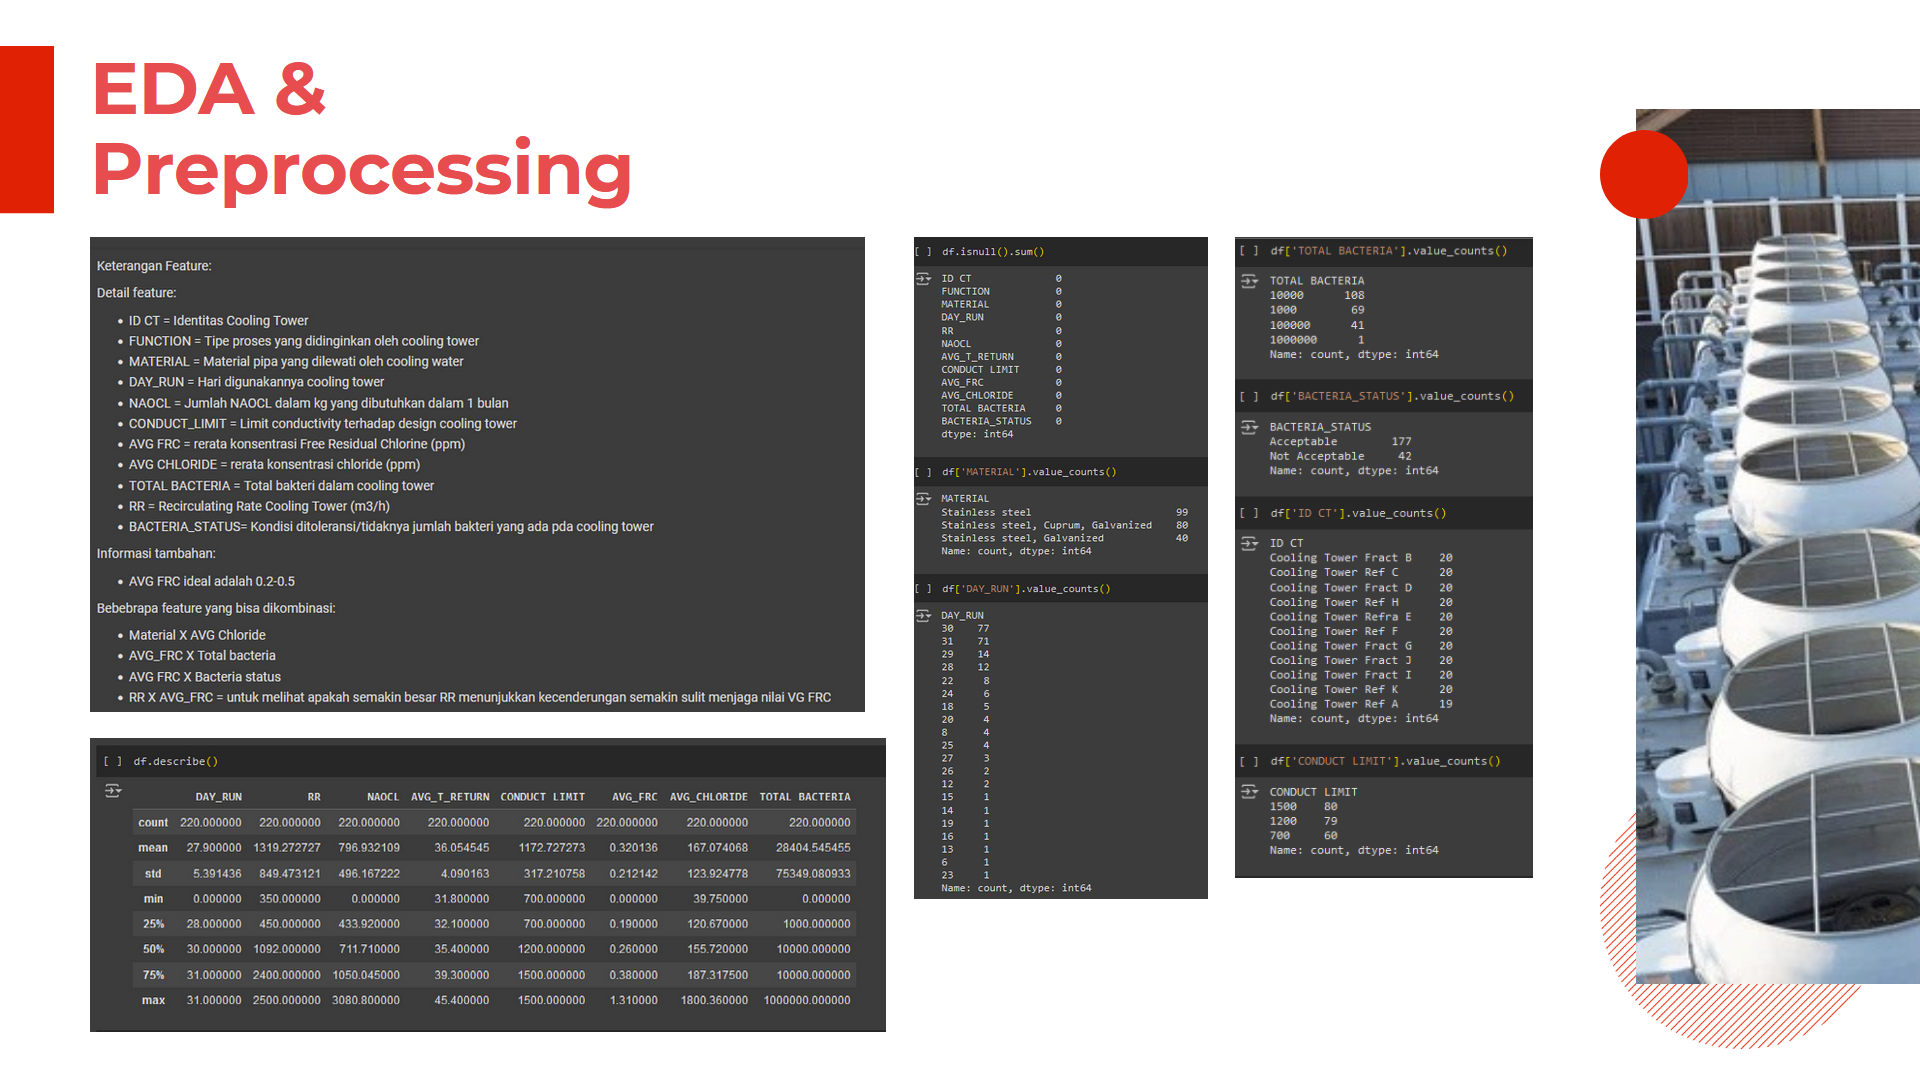 EDA &
Preprocessing
Keterangan Feature:
Detail feature:
• ID CT = Identitas Cooling Tower
• FUNCTION = Tipe proses yang didinginkan oleh cooling tower
• MATERIAL = Material pipa yang dilewati oleh cooling water
• DAY_RUN = Hari digunakannya cooling tower
• NAOCL = Jumlah NAOCL dalam kg yang dibutuhkan dalam 1 bulan
• CONDUCT_LIMIT = Limit conductivity terhadap design cooling tower
• AVG FRC = rerata konsentrasi Free Residual Chlorine (ppm)
• AVG CHLORIDE = rerata konsentrasi chloride (ppm)
• TOTAL BACTERIA = Total bakteri dalam cooling tower
• RR = Recirculating Rate Cooling Tower (m3/h)
• BACTERIA_STATUS= Kondisi ditoleransi/tidaknya jumlah bakteri yang ada pda cooling tower
Informasi tambahan:
• AVG FRC ideal adalah 0.2-0.5
Bebebrapa feature yang bisa dikombinasi:
• Material X AVG Chloride
• AVG_FRC X Total bacteria
• AVG FRC X Bacteria status
• RR X AVG_FRC = untuk melihat apakah semakin besar RR menunjukkan kecenderungan semakin sulit menjaga nilai VG FRC
[ ] df.describe()
DAY_RUN RR NAOCL AVG_T_RETURN CONDUCT LIMIT AVG_FRC AVG_CHLORIDE TOTAL BACTERIA
count 220.000000 220.000000 220.000000 220.000000 220.000000 220.000000 220.000000 220.000000
mean 27.900000 1319.272727 796.932109 36.054545 1172.727273 0.320136 167.074068 28404.545455
std 5.391436 849.473121 496.167222 4.090163 317.210758 0.212142 123.924778 75349.080933
min 0.000000 350.000000 0.000000 31.800000 700.000000 0.000000 39.750000 0.000000
25% 28.000000 450.000000 433.920000 32.100000 700.000000 0.190000 120.670000 1000.000000
50% 30.000000 1092.000000 711.710000 35.400000 1200.000000 0.260000 155.720000 10000.000000
75% 31.000000 2400.000000 1050.045000 39.300000 1500.000000 0.380000 187.317500 10000.000000
max 31.000000 2500.000000 3080.800000 45.400000 1500.000000 1.310000 1800.360000 1000000.000000
[ ] df.isnull().sum()
ID CT 0
FUNCTION 0
MATERIAL 0
DAY_RUN 0
RR 0
NAOCL 0
AVG_T_RETURN 0
CONDUCT LIMIT 0
AVG_FRC 0
AVG_CHLORIDE 0
TOTAL BACTERIA 0
BACTERIA_STATUS 0
dtype: int64
[ ] df['MATERIAL'].value_counts()
MATERIAL
Stainless steel 99
Stainless steel, Cuprum, Galvanized 80
Stainless steel, Galvanized 40
Name: count, dtype: int64
[ ] df['DAY_RUN'].value_counts()
DAY_RUN
30 77
31 71
29 14
28 12
22 8
24 6
18 5
20 4
8 4
25 4
27 3
26 2
12 2
15 1
14 1
19 1
16 1
13 1
6 1
23 1
Name: count, dtype: int64
[ ] df['TOTAL BACTERIA'].value_counts()
TOTAL BACTERIA
10000 108
1000 69
100000 41
1000000 1
Name: count, dtype: int64
[ ] df['BACTERIA_STATUS'].value_counts()
BACTERIA_STATUS
Acceptable 177
Not Acceptable 42
Name: count, dtype: int64
[ ] df['ID CT'].value_counts()
ID CT
Cooling Tower Fract B 20
Cooling Tower Ref C 20
Cooling Tower Fract D 20
Cooling Tower Ref H 20
Cooling Tower Refra E 20
Cooling Tower Ref F 20
Cooling Tower Fract G 20
Cooling Tower Fract J 20
Cooling Tower Fract I 20
Cooling Tower Ref K 20
Cooling Tower Ref A 19
Name: count, dtype: int64
[ ] df['CONDUCT LIMIT'].value_counts()
CONDUCT LIMIT
1500 80
1200 79
700 60
Name: count, dtype: int64